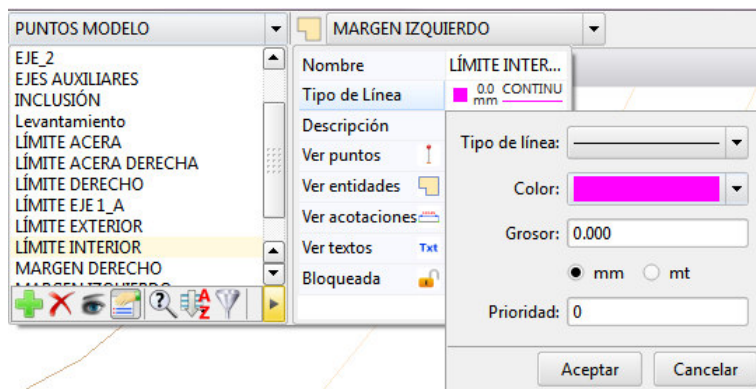 PUNTOS MODELO
MARGEN IZQUIERDO
EJE_2
EJES AUXILIARES
INCLUSIÓN
Levantamiento
LÍMITE ACERA
LÍMITE ACERA DERECHA
LÍMITE DERECHO
LÍMITE EJE1_A
LÍMITE EXTERIOR
LÍMITE INTERIOR
MARGEN DERECHO
MARGEN IZQUIERDO
Nombre LÍMITE INTER...
Tipo de Línea 0.0 mm CONTINU
Descripción
Ver puntos
Ver entidades
Ver acotaciones
Ver textos Txt
Bloqueada
Tipo de línea:
Color:
Grosor: 0.000
mm mt
Prioridad: 0
Aceptar Cancelar
A
Z